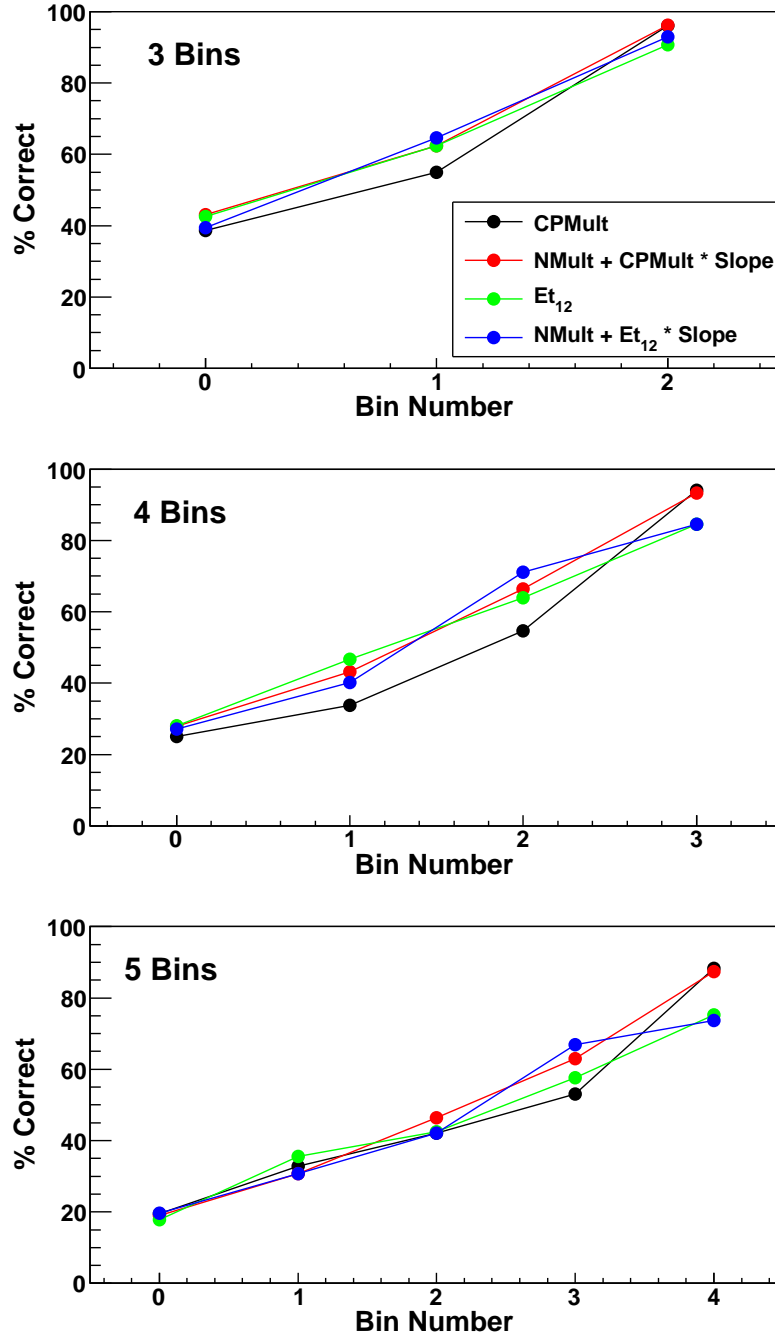 3 Bins
% Correct
100
80
60
40
20
0
CPMult
NMult + CPMult * Slope
Et₁₂
NMult + Et₁₂ * Slope
0 1 2
Bin Number
4 Bins
% Correct
100
80
60
40
20
0
0 1 2 3
Bin Number
5 Bins
% Correct
100
80
60
40
20
0
0 1 2 3 4
Bin Number